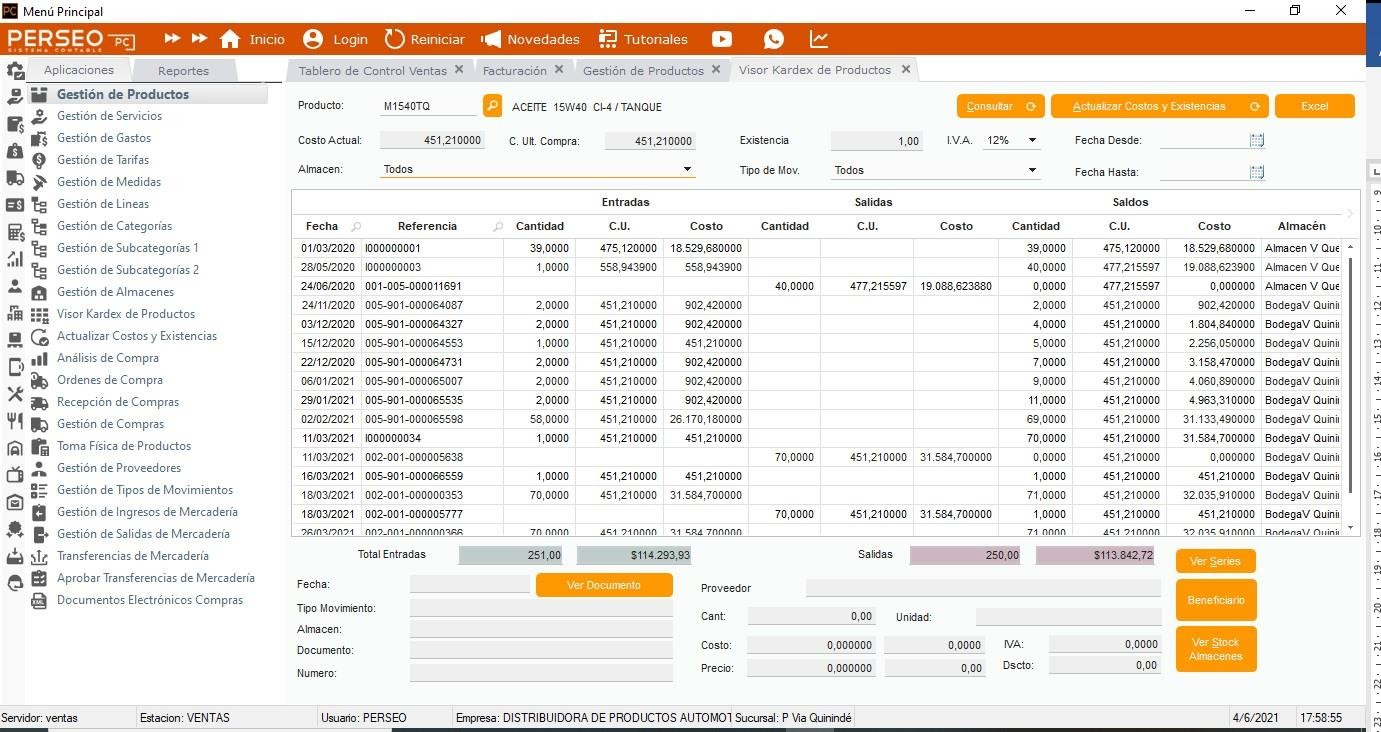 Menú Principal
PERSEO PC
SISTEMA CONTABLE
Inicio Login Reiniciar Novedades Tutoriales
Aplicaciones Reportes
Tablero de Control Ventas Facturación Gestión de Productos Visor Kardex de Productos
Gestión de Productos
Gestión de Servicios
Gestión de Gastos
Gestión de Tarifas
Gestión de Medidas
Gestión de Lineas
Gestión de Categorías
Gestión de Subcategorías 1
Gestión de Subcategorías 2
Gestión de Almacenes
Visor Kardex de Productos
Actualizar Costos y Existencias
Análisis de Compra
Ordenes de Compra
Recepción de Compras
Gestión de Compras
Toma Física de Productos
Gestión de Proveedores
Gestión de Tipos de Movimientos
Gestión de Ingresos de Mercadería
Gestión de Salidas de Mercadería
Transferencias de Mercadería
Aprobar Transferencias de Mercadería
Documentos Electrónicos Compras
Producto: M1540TQ ACEITE 15W40 CI-4 / TANQUE Consultar Actualizar Costos y Existencias Excel
Costo Actual: 451,210000 C. Ult. Compra: 451,210000 Existencia 1,00 I.V.A. 12% Fecha Desde:
Almacen: Todos Tipo de Mov. Todos Fecha Hasta:
Entradas Salidas Saldos
Fecha Referencia Cantidad C.U. Costo Cantidad C.U. Costo Cantidad C.U. Costo Almacén
01/03/2020 I000000001 39,0000 475,120000 18.529,680000 39,0000 475,120000 18.529,680000 Almacen V Que
28/05/2020 I000000003 1,0000 558,943900 558,943900 40,0000 477,215597 19.088,623900 Almacen V Que
24/06/2020 001-005-000011691 40,0000 477,215597 19.088,623880 0,0000 477,215597 0,000000 Almacen V Que
24/11/2020 005-901-000064087 2,0000 451,210000 902,420000 2,0000 451,210000 902,420000 BodegaV Quini
03/12/2020 005-901-000064327 2,0000 451,210000 902,420000 4,0000 451,210000 1.804,840000 BodegaV Quini
15/12/2020 005-901-000064553 1,0000 451,210000 451,210000 5,0000 451,210000 2.256,050000 BodegaV Quini
22/12/2020 005-901-000064731 2,0000 451,210000 902,420000 7,0000 451,210000 3.158,470000 BodegaV Quini
06/01/2021 005-901-000065007 2,0000 451,210000 902,420000 9,0000 451,210000 4.060,890000 BodegaV Quini
29/01/2021 005-901-000065535 2,0000 451,210000 902,420000 11,0000 451,210000 4.963,310000 BodegaV Quini
02/02/2021 005-901-000065598 58,0000 451,210000 26.170,180000 69,0000 451,210000 31.133,490000 BodegaV Quini
11/03/2021 I000000034 1,0000 451,210000 451,210000 70,0000 451,210000 31.584,700000 BodegaV Quini
11/03/2021 002-001-000005638 70,0000 451,210000 31.584,700000 0,0000 451,210000 0,000000 BodegaV Quini
16/03/2021 005-901-000066559 1,0000 451,210000 451,210000 1,0000 451,210000 451,210000 BodegaV Quini
18/03/2021 002-001-000000353 70,0000 451,210000 31.584,700000 71,0000 451,210000 32.035,910000 BodegaV Quini
18/03/2021 002-001-000005777 70,0000 451,210000 31.584,700000 1,0000 451,210000 451,210000 BodegaV Quini
26/03/2021 002-001-000000366 70,0000 451,210000 31.584,700000 71,0000 451,210000 32.035,910000 BodegaV Quini
Total Entradas 251,00 $114.293,93 Salidas 250,00 $113.842,72 Ver Series
Fecha: Ver Documento Proveedor Beneficiario
Tipo Movimiento: Cant: 0,00 Unidad:
Almacen:
Documento: Costo: 0,000000 0,0000 IVA: 0,0000 Ver Stock Almacenes
Numero: Precio: 0,000000 0,00 Dscto: 0,00
Servidor: ventas Estacion: VENTAS Usuario: PERSEO Empresa: DISTRIBUIDORA DE PRODUCTOS AUTOMOT Sucursal: P Via Quinindé 4/6/2021 17:58:55